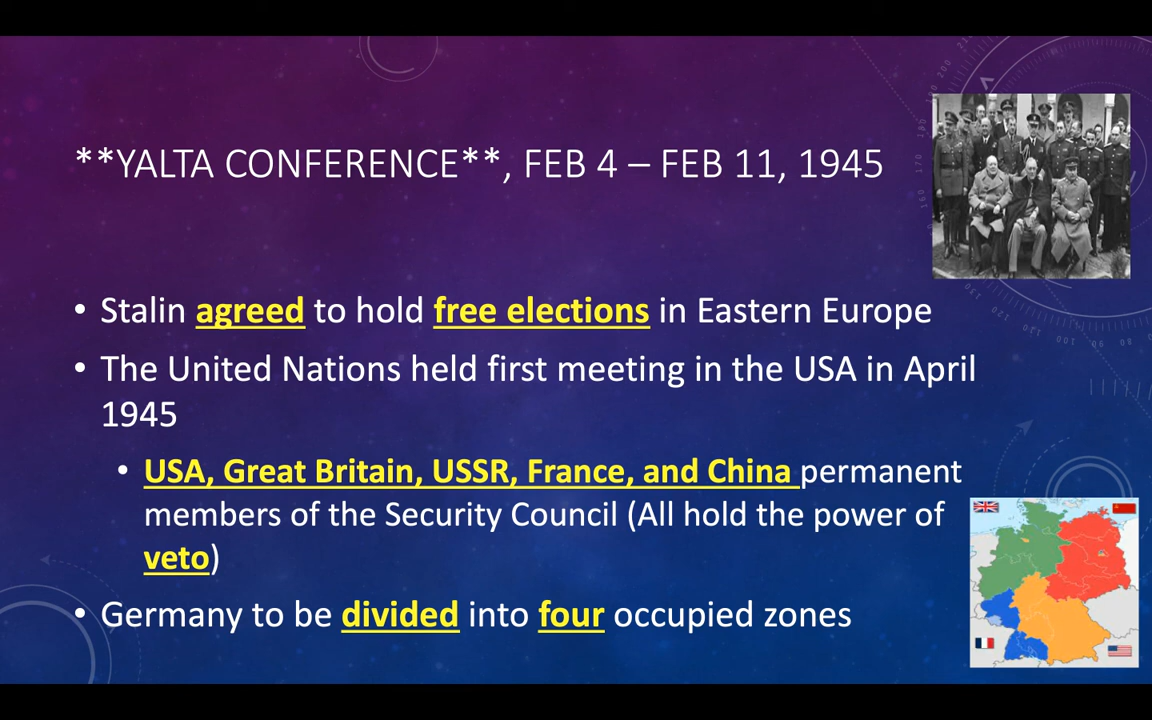 **YALTA CONFERENCE**, FEB 4 – FEB 11, 1945
• Stalin agreed to hold free elections in Eastern Europe
• The United Nations held first meeting in the USA in April
1945
• USA, Great Britain, USSR, France, and China permanent
members of the Security Council (All hold the power of
veto)
• Germany to be divided into four occupied zones